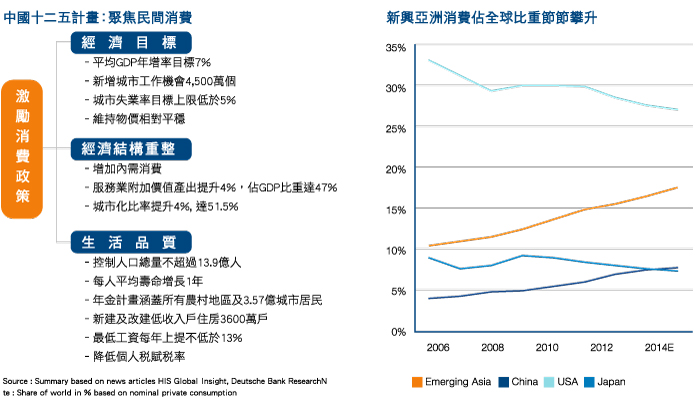 中國十二五計畫：聚焦民間消費
激勵消費政策
經濟目標
- 平均GDP年增率目標7%
- 新增城市工作機會4,500萬個
- 城市失業率目標上限低於5%
- 維持物價相對平穩
經濟結構重整
- 增加內需消費
- 服務業附加價值產出提升4%，佔GDP比重達47%
- 城市化比率提升4%, 達51.5%
生活品質
- 控制人口總量不超過13.9億人
- 每人平均壽命增長1年
- 年金計畫涵蓋所有農村地區及3.57億城市居民
- 新建及改建低收入戶住房3600萬戶
- 最低工資每年上提不低於13%
- 降低個人稅賦稅率
新興亞洲消費佔全球比重節節攀升
35%
30%
25%
20%
15%
10%
5%
0%
2006 2008 2010 2012 2014E
Emerging Asia China USA Japan
Source : Summary based on news articles HIS Global Insight, Deutsche Bank ResearchN
te : Share of world in % based on nominal private consumption